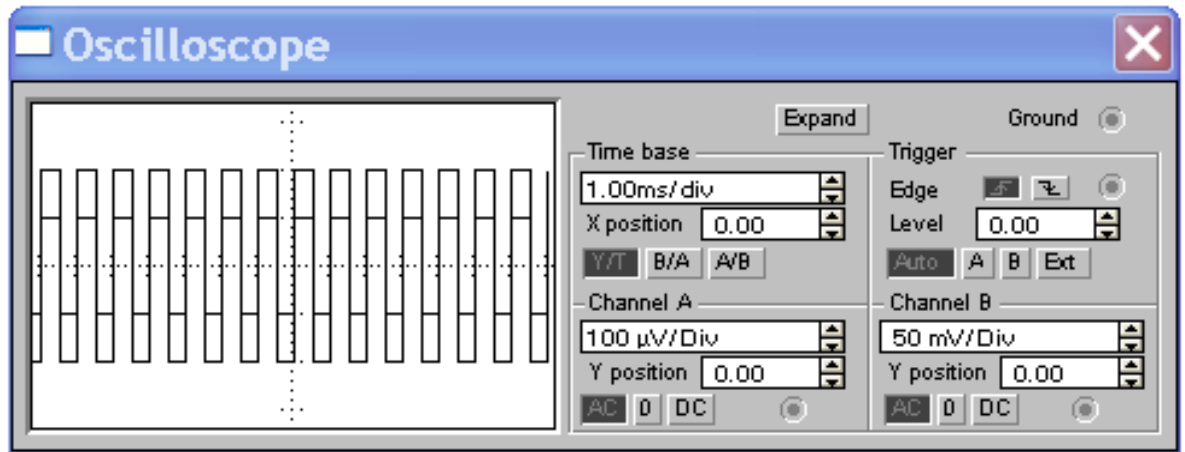 Oscilloscope
Expand
Ground
Time base
1.00ms/div
X position 0.00
Y/T B/A A/B
Trigger
Edge
Level 0.00
Auto A B Ext
Channel A
100 µV/Div
Y position 0.00
AC 0 DC
Channel B
50 mV/Div
Y position 0.00
AC 0 DC